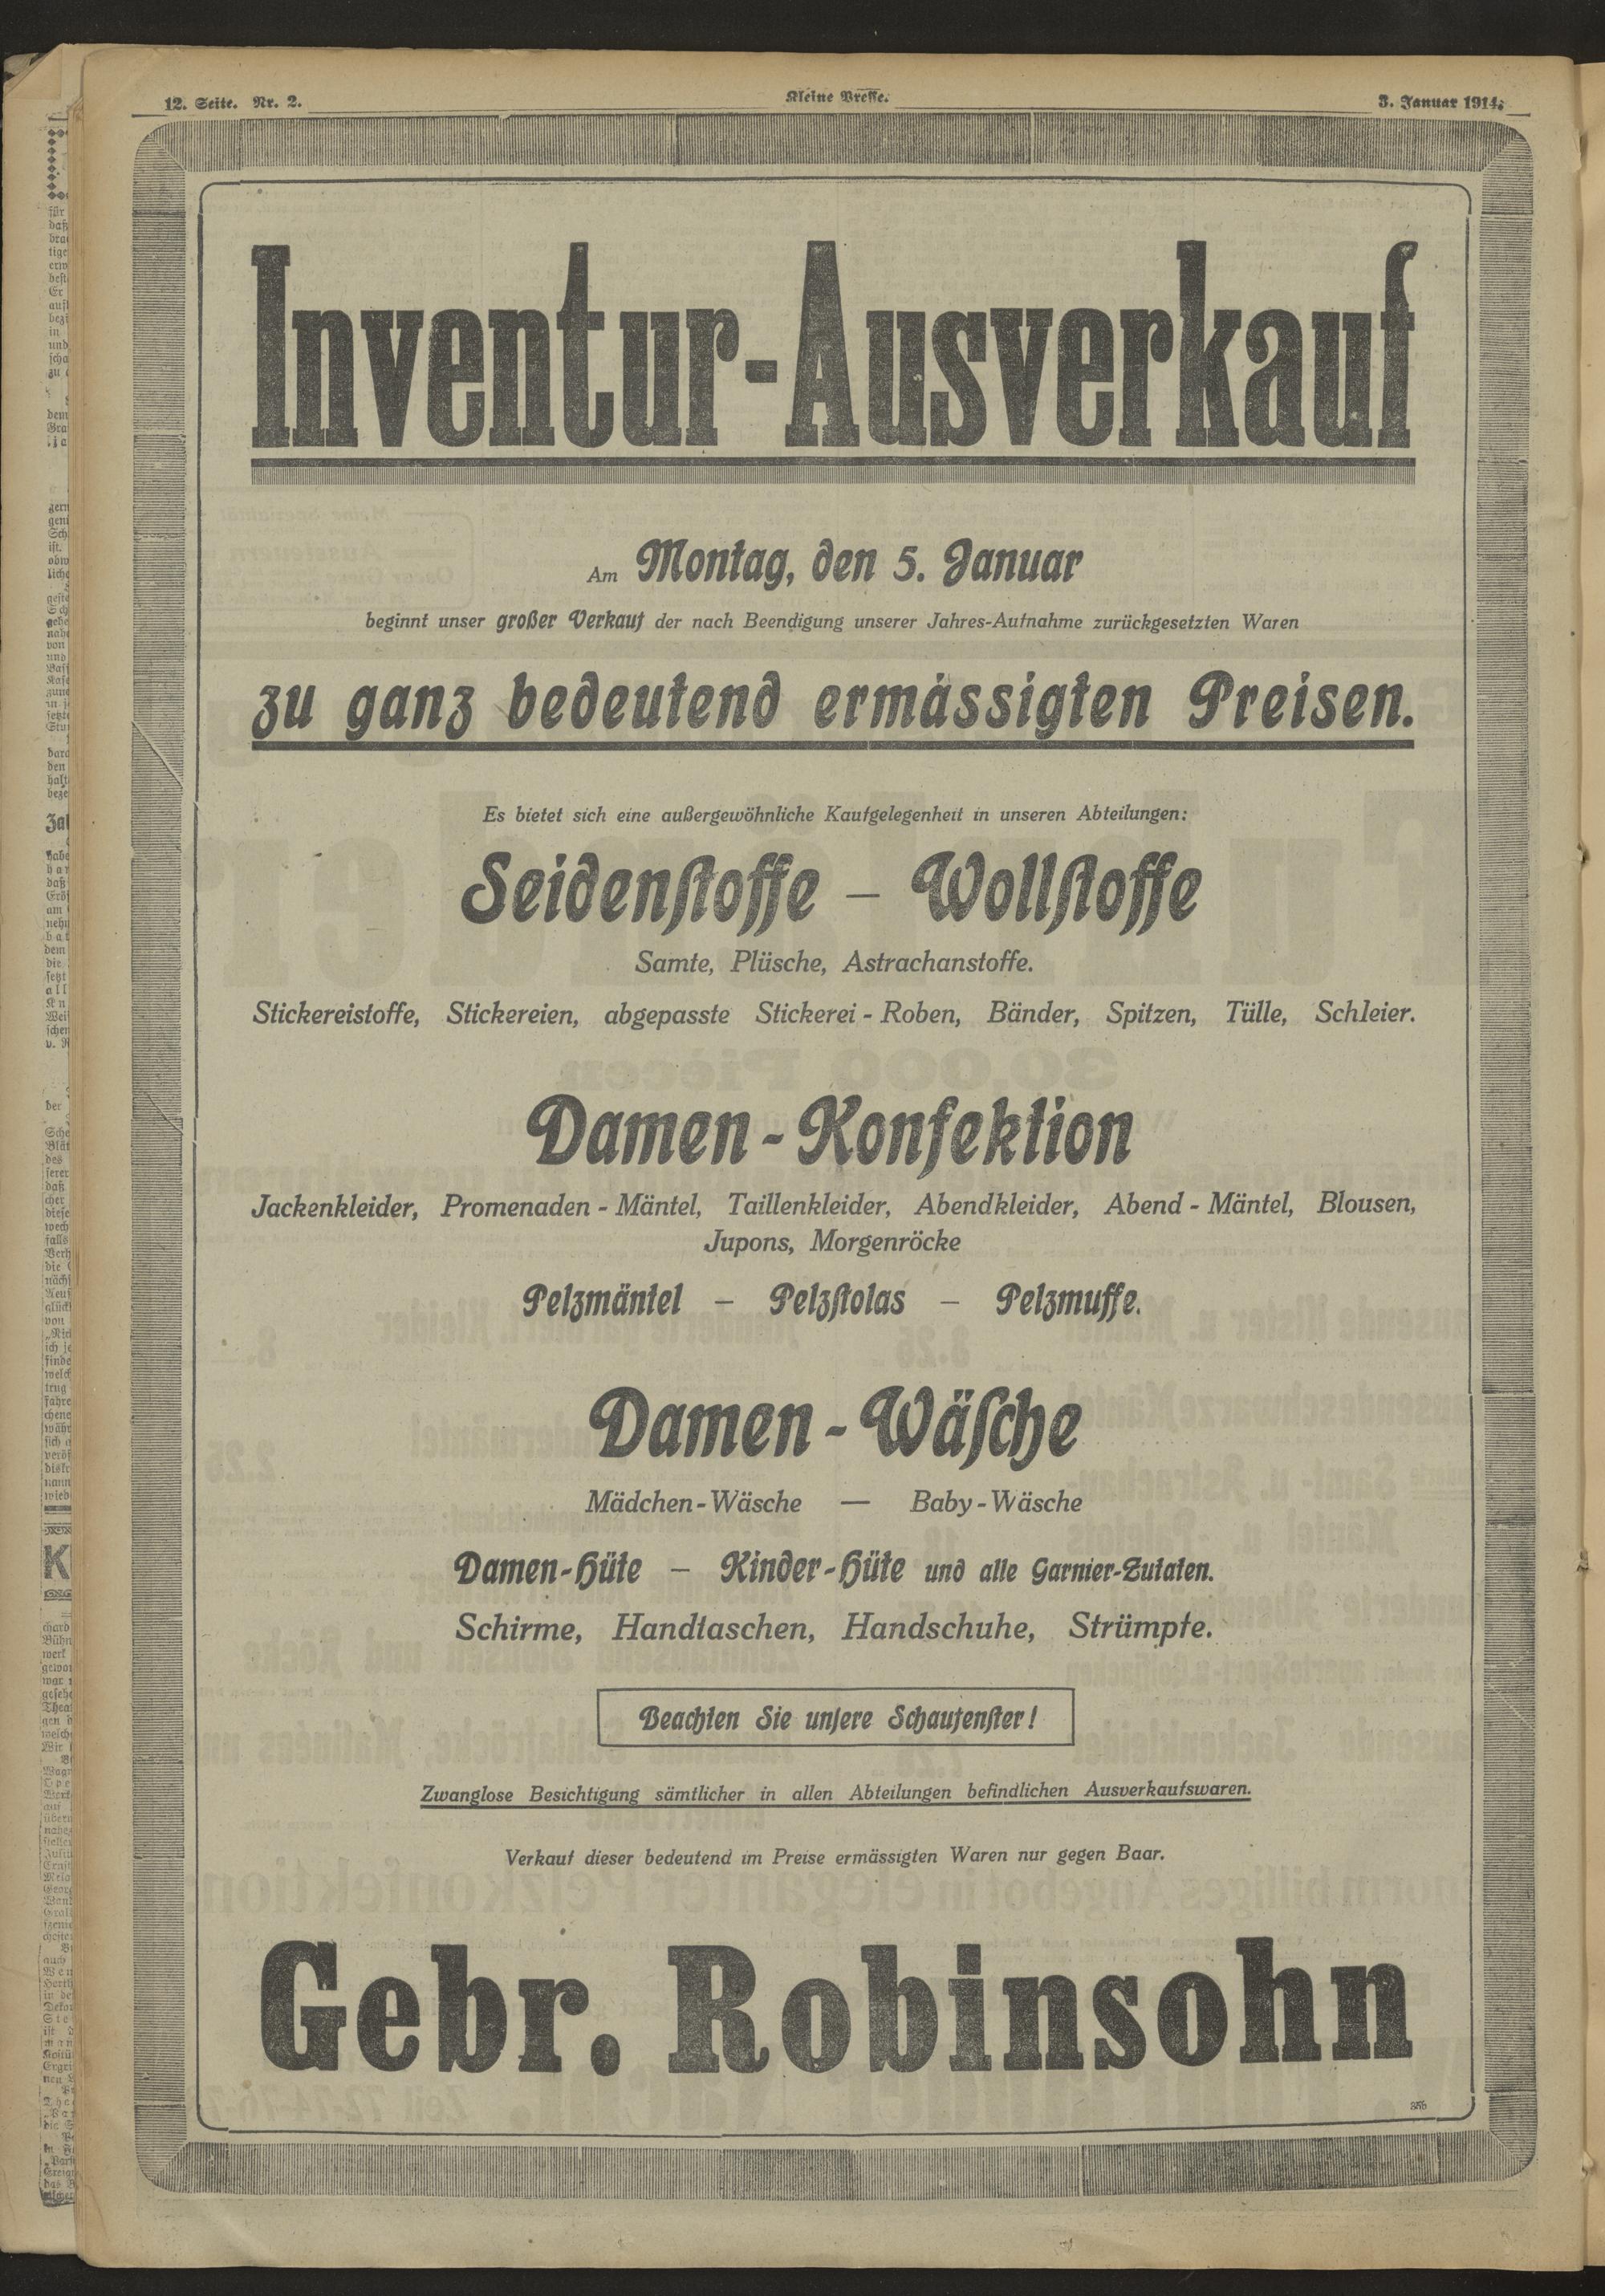 12. Seite. Nr. 2.
Kleine Presse.
3. Januar 1914.
Inventur-Ausverkauf
Am Montag, den 5. Januar
beginnt unser großer Verkauf der nach Beendigung unserer Jahres-Aufnahme zurückgesetzten Waren
zu ganz bedeutend ermässigten Preisen.
Es bietet sich eine außergewöhnliche Kaufgelegenheit in unseren Abteilungen:
Seidenstoffe — Wollstoffe
Samte, Plüsche, Astrachanstoffe.
Stickereistoffe, Stickereien, abgepasste Stickerei-Roben, Bänder, Spitzen, Tülle, Schleier.
Damen-Konfektion
Jackenkleider, Promenaden-Mäntel, Taillenkleider, Abendkleider, Abend-Mäntel, Blousen,
Jupons, Morgenröcke
Pelzmäntel — Pelzstolas — Pelzmuffe.
Damen-Wäsche
Mädchen-Wäsche — Baby-Wäsche
Damen-Hüte — Kinder-Hüte und alle Garnier-Zutaten.
Schirme, Handtaschen, Handschuhe, Strümpfe.
Beachten Sie unsere Schaufenster!
Zwanglose Besichtigung sämtlicher in allen Abteilungen befindlichen Ausverkaufswaren.
Verkauf dieser bedeutend im Preise ermässigten Waren nur gegen Baar.
Gebr. Robinsohn